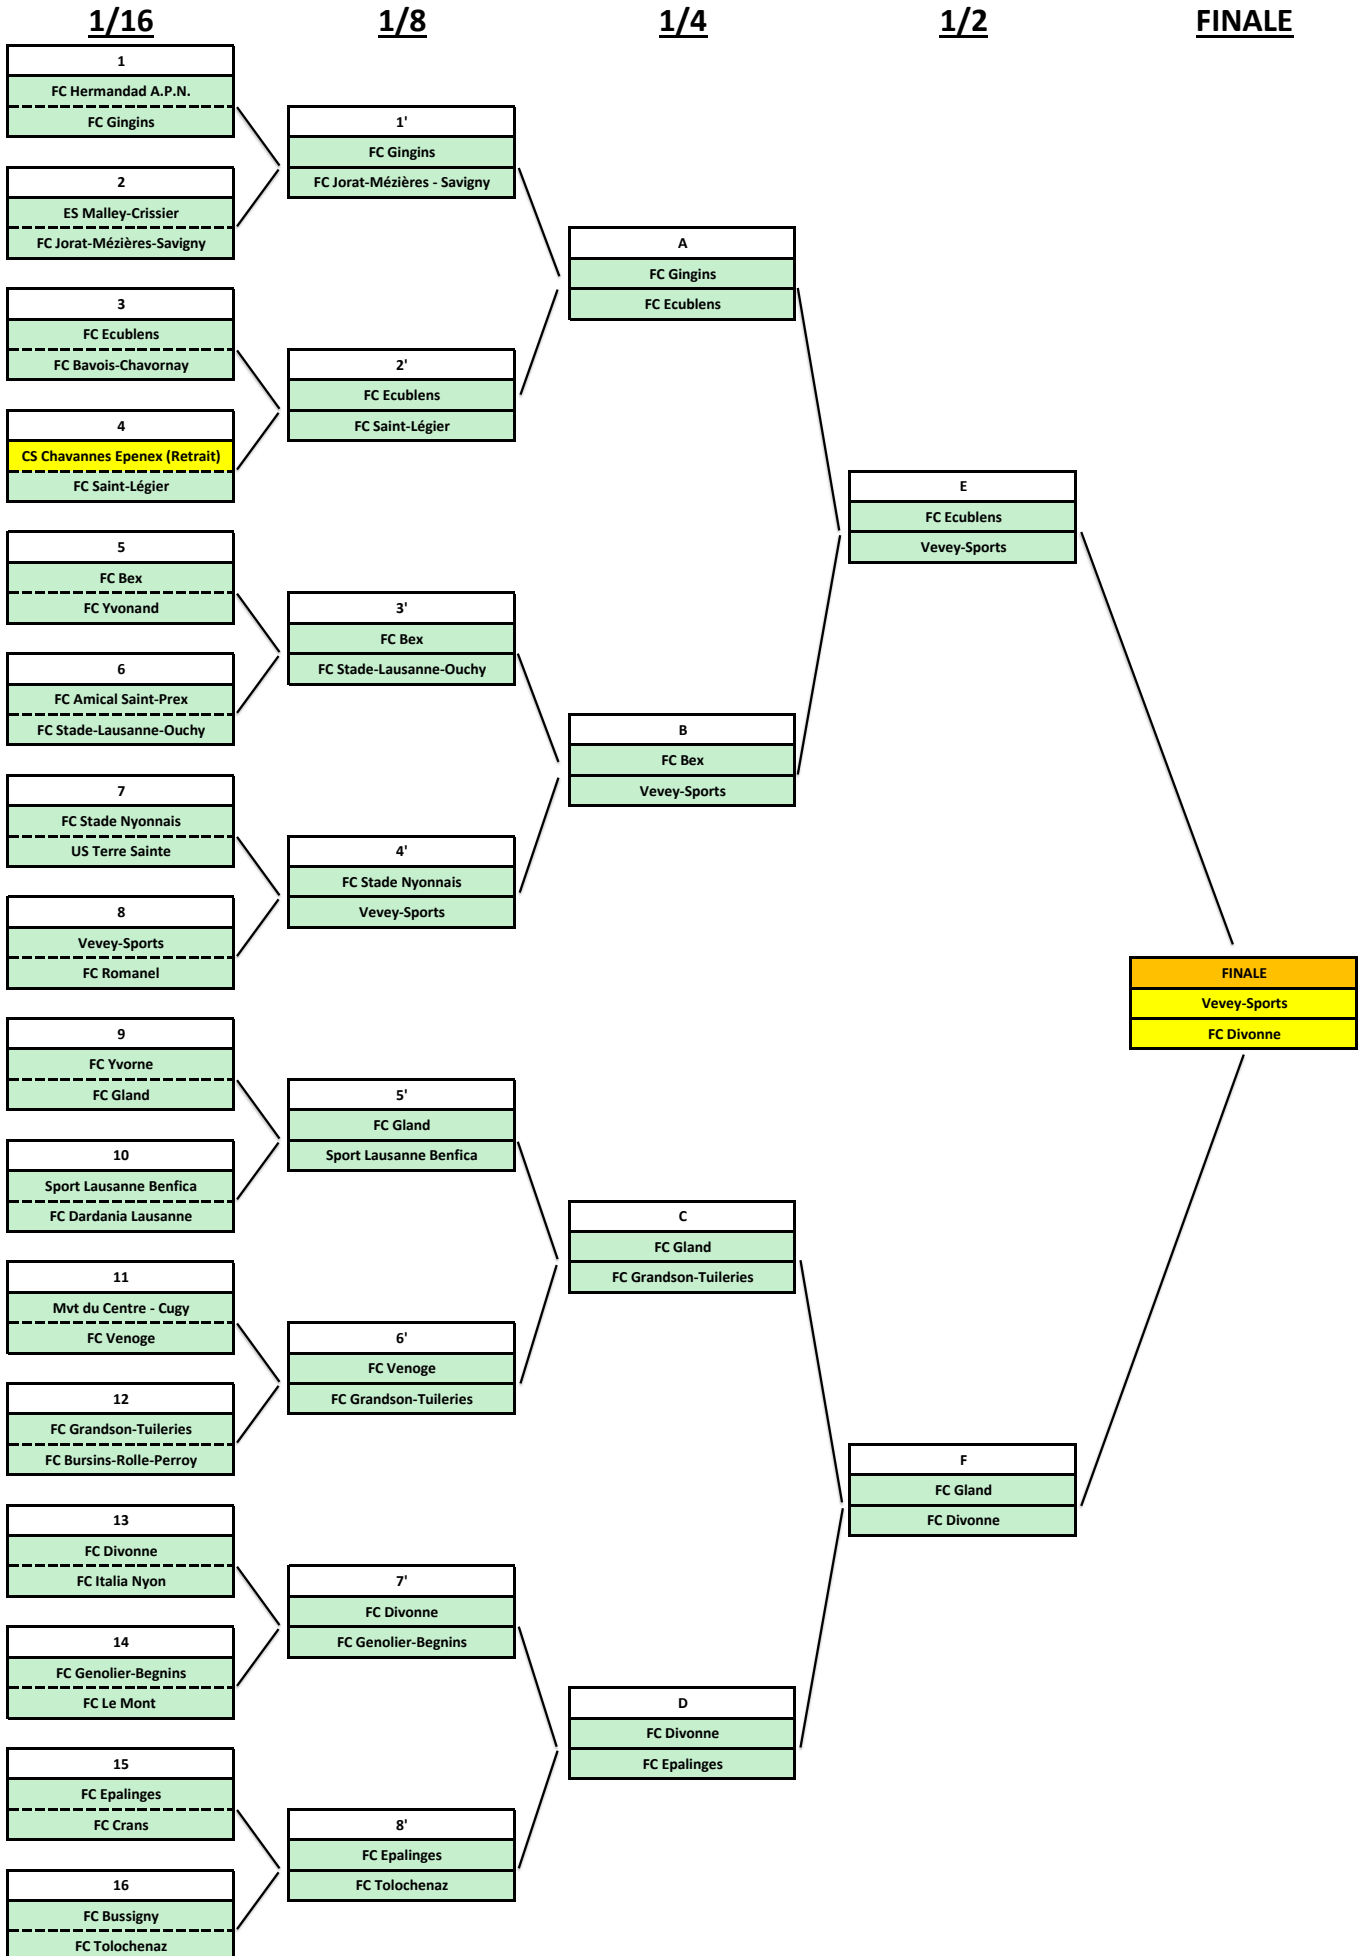 1/16
1/8
1/4
1/2
FINALE
1
FC Hermandad A.P.N.
FC Gingins
2
ES Malley-Crissier
FC Jorat-Mézières-Savigny
3
FC Ecublens
FC Bavois-Chavornay
4
CS Chavannes Epenex (Retrait)
FC Saint-Légier
5
FC Bex
FC Yvonand
6
FC Amical Saint-Prex
FC Stade-Lausanne-Ouchy
7
FC Stade Nyonnais
US Terre Sainte
8
Vevey-Sports
FC Romanel
9
FC Yvorne
FC Gland
10
Sport Lausanne Benfica
FC Dardania Lausanne
11
Mvt du Centre - Cugy
FC Venoge
12
FC Grandson-Tuileries
FC Bursins-Rolle-Perroy
13
FC Divonne
FC Italia Nyon
14
FC Genolier-Begnins
FC Le Mont
15
FC Epalinges
FC Crans
16
FC Bussigny
FC Tolochenaz
1'
FC Gingins
FC Jorat-Mézières - Savigny
2'
FC Ecublens
FC Saint-Légier
3'
FC Bex
FC Stade-Lausanne-Ouchy
4'
FC Stade Nyonnais
Vevey-Sports
5'
FC Gland
Sport Lausanne Benfica
6'
FC Venoge
FC Grandson-Tuileries
7'
FC Divonne
FC Genolier-Begnins
8'
FC Epalinges
FC Tolochenaz
A
FC Gingins
FC Ecublens
B
FC Bex
Vevey-Sports
C
FC Gland
FC Grandson-Tuileries
D
FC Divonne
FC Epalinges
E
FC Ecublens
Vevey-Sports
F
FC Gland
FC Divonne
FINALE
Vevey-Sports
FC Divonne